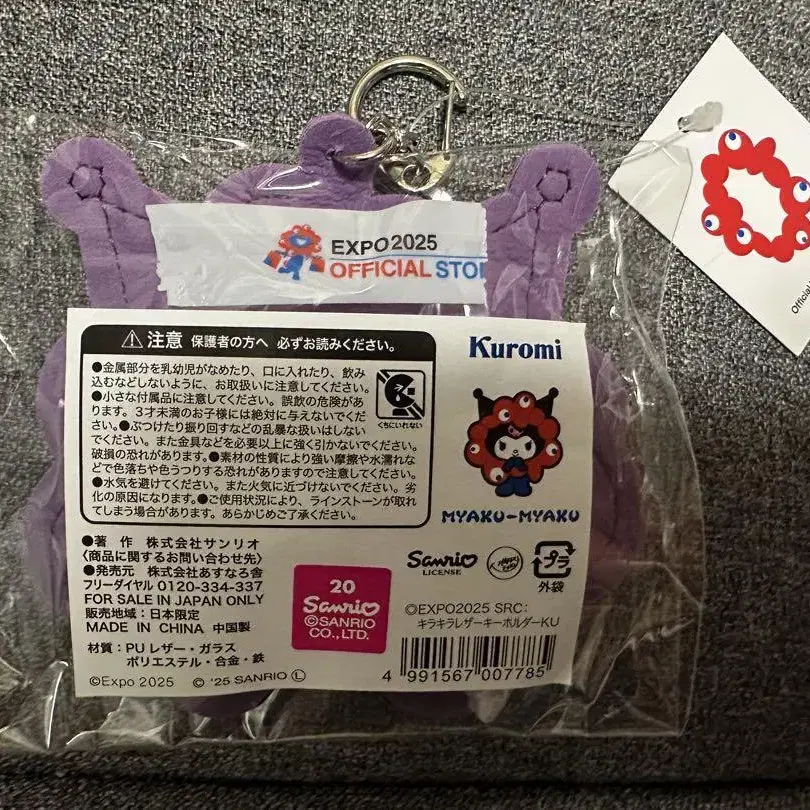 EXPO2025
OFFICIAL STO
⚠注意 保護者の方へ 必ずお読みください。
●金属部分を乳幼児がなめたり、口に入れたり、飲み
込むなどしないように、お取扱いに注意してください。
●小さな付属品に注意してください。誤飲の危険があ
ります。3才未満のお子様には絶対に与えないでくだ
さい。●ぶつけたり振り回すなどの乱暴な扱いはしない
でください。また金具などを必要以上に強く引かないでください。
破損の恐れがあります。●素材の性質により強い摩擦や水濡れな
どで色落ちや色うつりする恐れがありますので注意してください。
●水気を避けてください。また火気に近づけないでください。劣
化の原因になります。●ご使用状況により、ラインストーンが取れ
てしまう場合があります。あらかじめご了承ください。
くちにいれない
Kuromi
MYAKU-MYAKU
●著 作 株式会社サンリオ
〈商品に関するお問い合わせ先〉
●発売元 株式会社あすなろ舎
フリーダイヤル 0120-334-337
FOR SALE IN JAPAN ONLY
販売地域：日本限定
MADE IN CHINA 中国製
材質：PU レザー・ガラス
ポリエステル・合金・鉄
©Expo 2025 © '25 SANRIO Ⓛ
20
Sanrio
©SANRIO
CO., LTD.
Sanrio
LICENSE
プラ
外袋
©EXPO2025 SRC:
キラキラレザーキーホルダーKU
4 991567 007785
Official